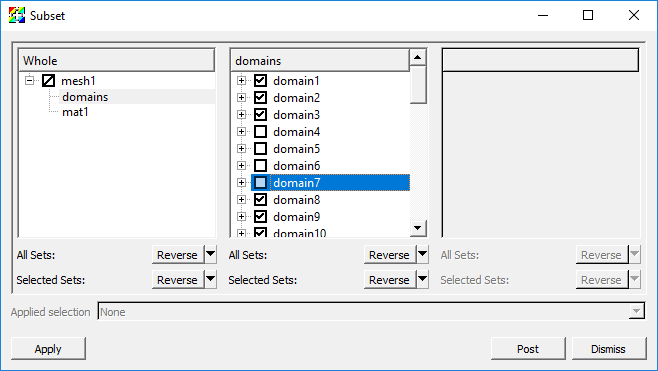 Subset
Whole
mesh1
domains
mat1
domains
domain1
domain2
domain3
domain4
domain5
domain6
domain7
domain8
domain9
domain10
All Sets: Reverse
Selected Sets: Reverse
All Sets: Reverse
Selected Sets: Reverse
All Sets: Reverse
Selected Sets: Reverse
Applied selection None
Apply Post Dismiss